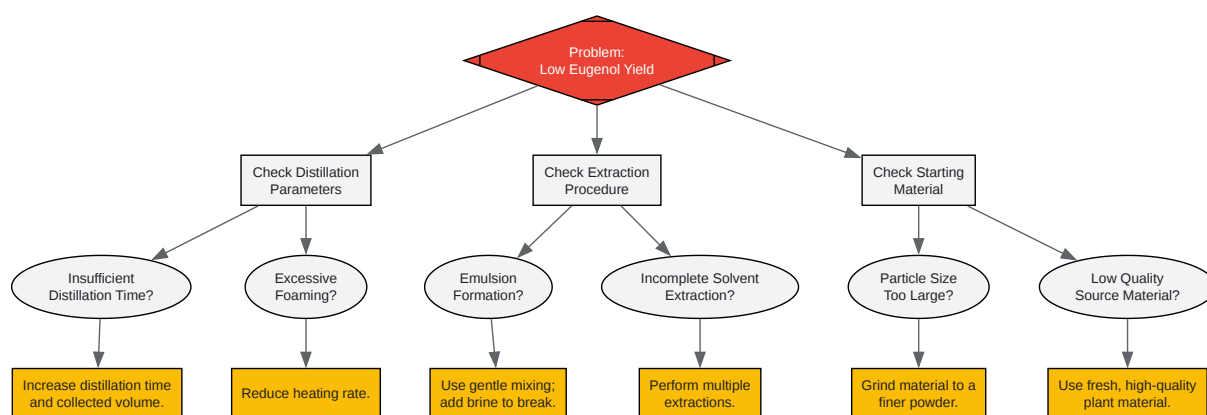 Problem:
Low Eugenol Yield
Check Distillation
Parameters
Check Extraction
Procedure
Check Starting
Material
Insufficient
Distillation Time?
Excessive
Foaming?
Emulsion
Formation?
Incomplete Solvent
Extraction?
Particle Size
Too Large?
Low Quality
Source Material?
Increase distillation time
and collected volume.
Reduce heating rate.
Use gentle mixing;
add brine to break.
Perform multiple
extractions.
Grind material to a
finer powder.
Use fresh, high-quality
plant material.